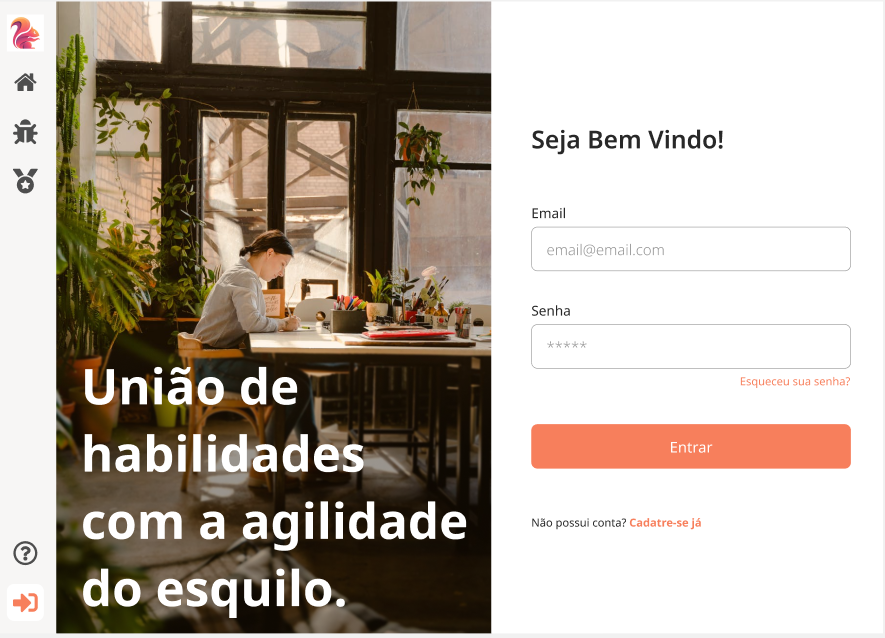 União de
habilidades
com a agilidade
do esquilo.
Seja Bem Vindo!
Email
email@email.com
Senha
*****
Esqueceu sua senha?
Entrar
Não possui conta? Cadatre-se já